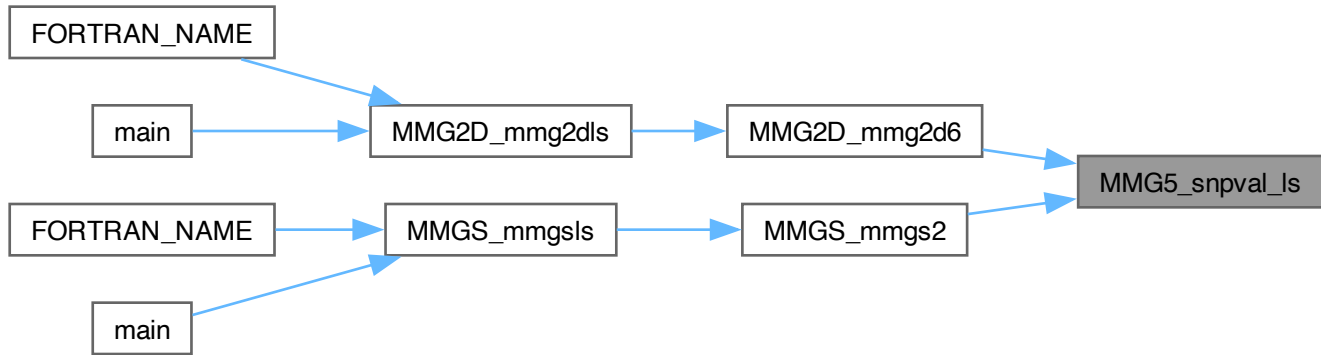 FORTRAN_NAME
main
MMG2D_mmg2dls
MMG2D_mmg2d6
MMG5_snpval_ls
FORTRAN_NAME
MMGS_mmgsls
MMGS_mmgs2
main